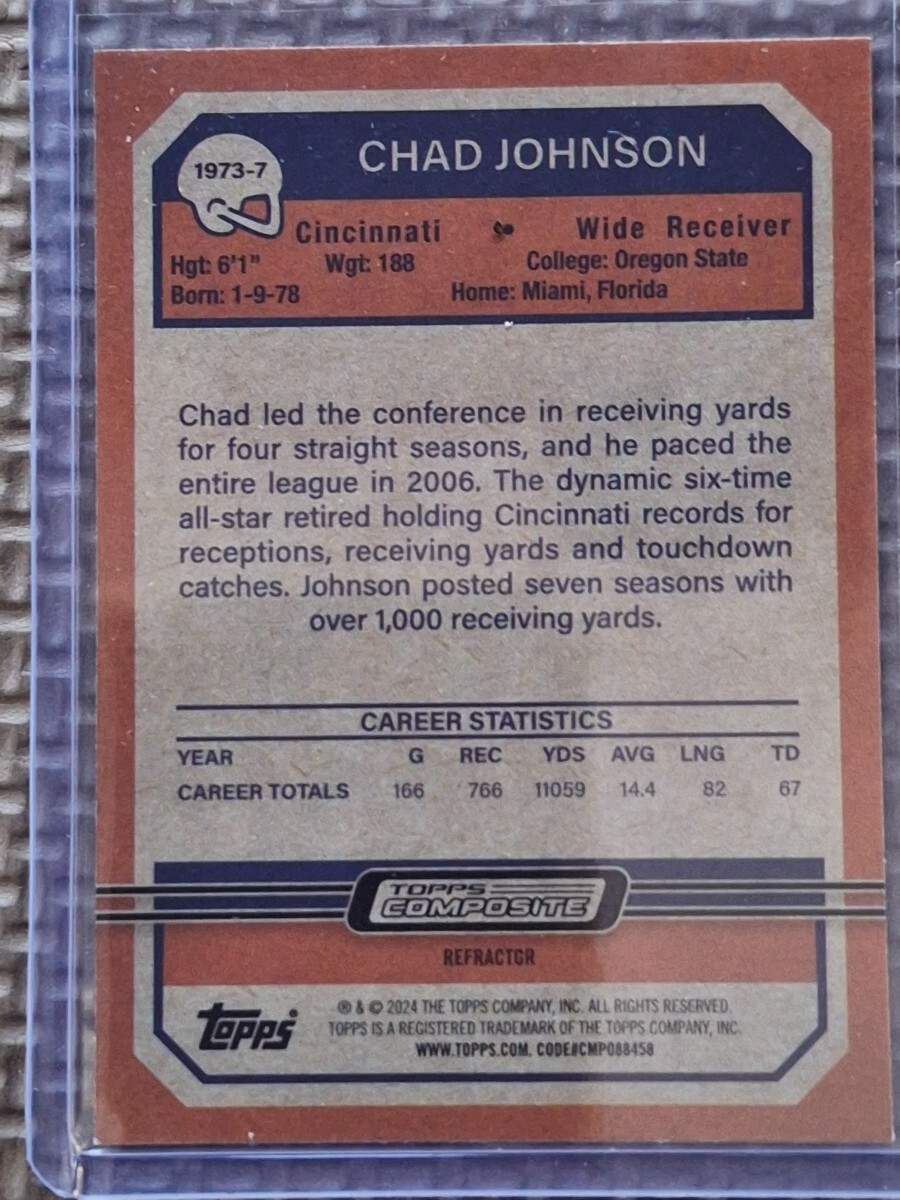 1973-7
CHAD JOHNSON
Cincinnati Wide Receiver
Hgt: 6'1" Wgt: 188 College: Oregon State
Born: 1-9-78 Home: Miami, Florida
Chad led the conference in receiving yards
for four straight seasons, and he paced the
entire league in 2006. The dynamic six-time
all-star retired holding Cincinnati records for
receptions, receiving yards and touchdown
catches. Johnson posted seven seasons with
over 1,000 receiving yards.
CAREER STATISTICS
YEAR G REC YDS AVG LNG TD
CAREER TOTALS 166 766 11059 14.4 82 67
TOPPS
COMPOSITE
REFRACTOR
topps
® & © 2024 THE TOPPS COMPANY, INC. ALL RIGHTS RESERVED.
TOPPS IS A REGISTERED TRADEMARK OF THE TOPPS COMPANY, INC.
WWW.TOPPS.COM. CODE#CMP088458